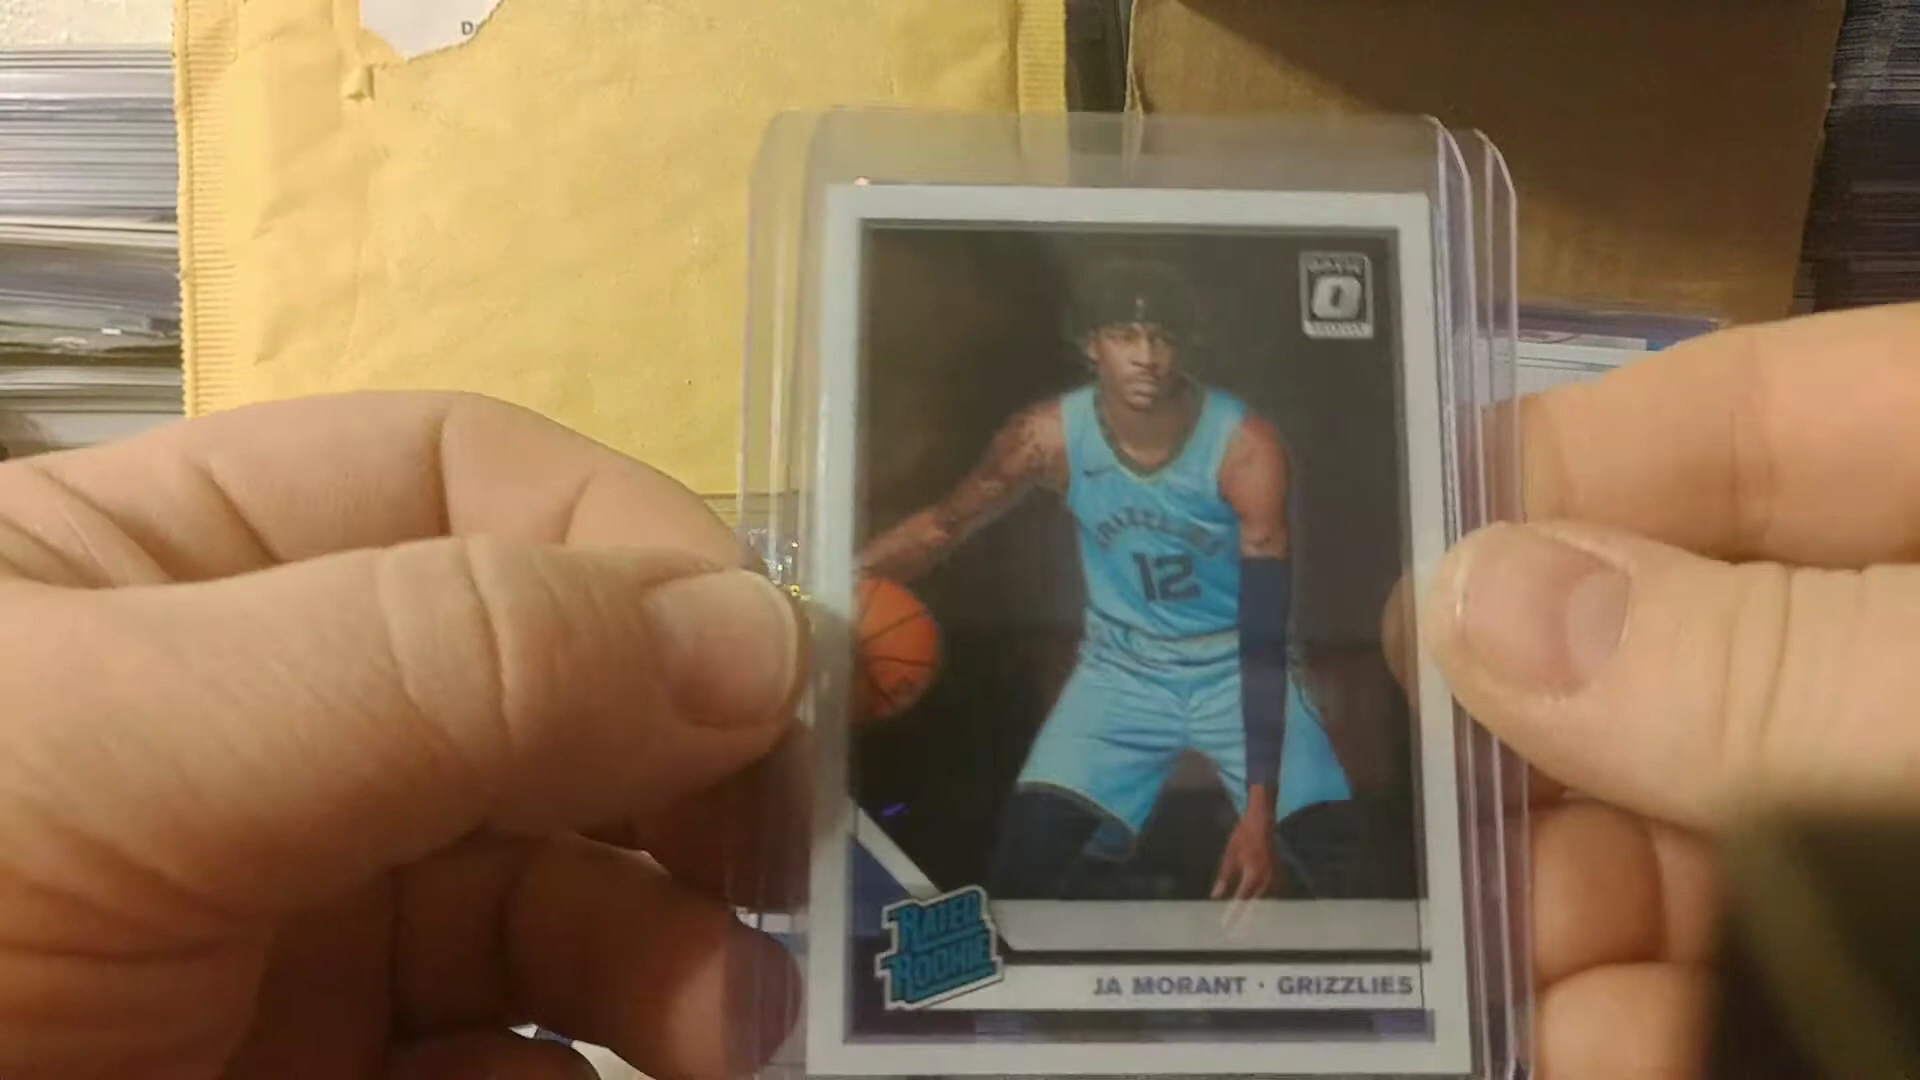 D
O
GRIZZLIES
12
RATED
ROOKIE
JA MORANT · GRIZZLIES